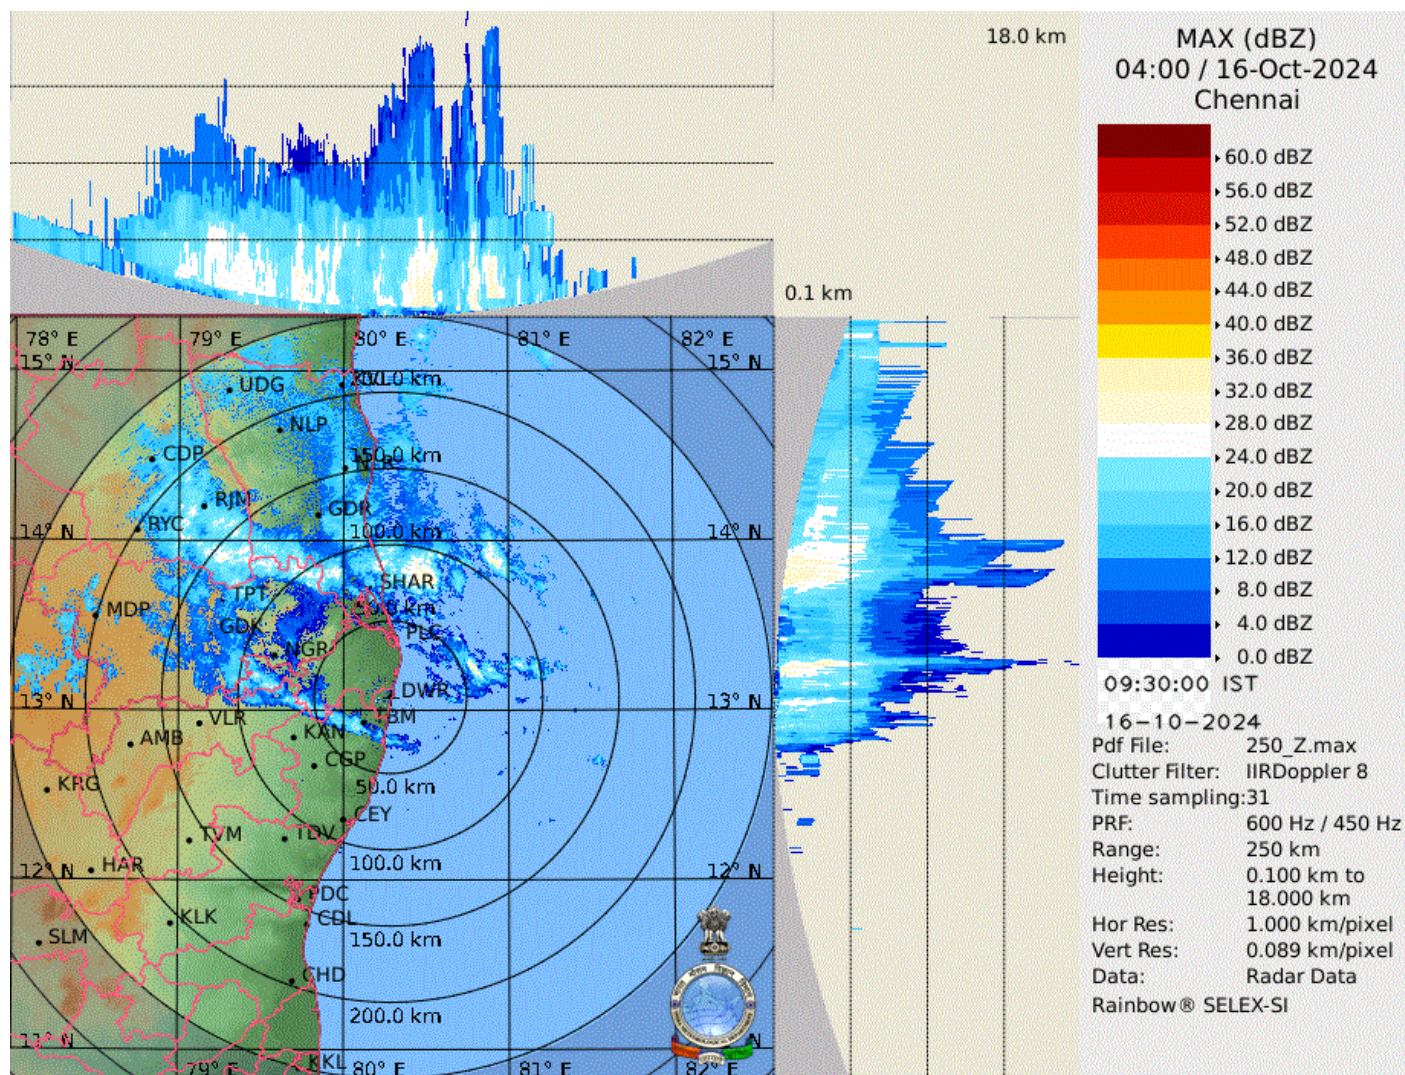 18.0 km
0.1 km
MAX (dBZ)
04:00 / 16-Oct-2024
Chennai
60.0 dBZ
56.0 dBZ
52.0 dBZ
48.0 dBZ
44.0 dBZ
40.0 dBZ
36.0 dBZ
32.0 dBZ
28.0 dBZ
24.0 dBZ
20.0 dBZ
16.0 dBZ
12.0 dBZ
8.0 dBZ
4.0 dBZ
0.0 dBZ
09:30:00 IST
16-10-2024
Pdf File: 250_Z.max
Clutter Filter: IIRDoppler 8
Time sampling:31
PRF: 600 Hz / 450 Hz
Range: 250 km
Height: 0.100 km to
18.000 km
Hor Res: 1.000 km/pixel
Vert Res: 0.089 km/pixel
Data: Radar Data
Rainbow® SELEX-SI
78° E 79° E 80° E 81° E 82° E
15° N 15° N
UDG
NLP
CDP
150.0 km
RJM
RYC
GDR
14° N 100.0 km 14° N
SHAR
TPT
50.0 km
MDP
GDK
PLC
NGR
DWR
13° N 13° N
VLR
KAN
AMB
CGP
KRG
50.0 km
CEY
TVM
TDV
HAR
100.0 km
12° N 12° N
PDC
KLK
CDL
SLM
150.0 km
CHD
200.0 km
11° N 11° N
KKL
79° E 80° E 81° E 82° E